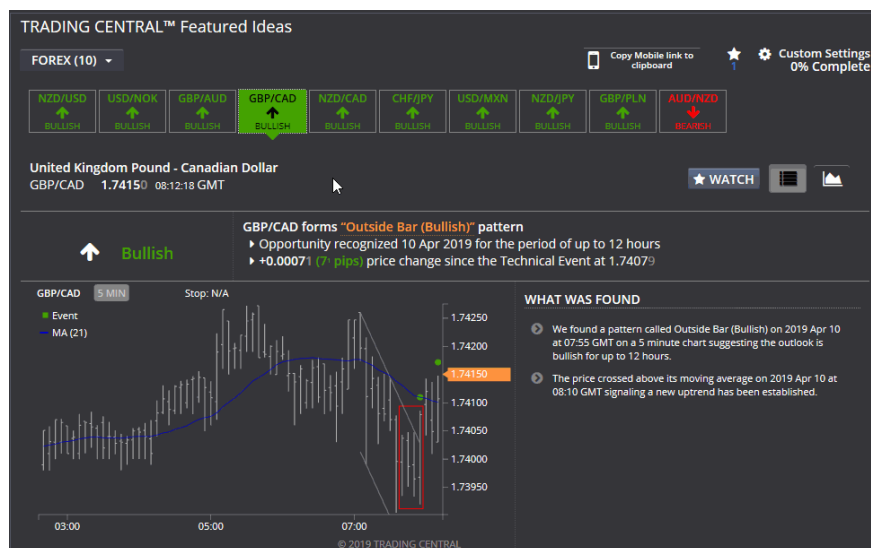 TRADING CENTRAL™ Featured Ideas
FOREX (10)
Copy Mobile link to
clipboard
1
Custom Settings
0% Complete
NZD/USD USD/NOK GBP/AUD GBP/CAD NZD/CAD CHF/JPY USD/MXN NZD/JPY GBP/PLN AUD/NZD
BULLISH BULLISH BULLISH BULLISH BULLISH BULLISH BULLISH BULLISH BULLISH BEARISH
United Kingdom Pound - Canadian Dollar
GBP/CAD 1.74150 08:12:18 GMT
WATCH
Bullish
GBP/CAD forms “Outside Bar (Bullish)” pattern
Opportunity recognized 10 Apr 2019 for the period of up to 12 hours
+0.00071 (7¹ pips) price change since the Technical Event at 1.74079
GBP/CAD 5 MIN Stop: N/A
Event
MA (21)
1.74250
1.74200
1.74150
1.74100
1.74050
1.74000
1.73950
03:00 05:00 07:00
© 2019 TRADING CENTRAL
WHAT WAS FOUND
We found a pattern called Outside Bar (Bullish) on 2019 Apr 10
at 07:55 GMT on a 5 minute chart suggesting the outlook is
bullish for up to 12 hours.
The price crossed above its moving average on 2019 Apr 10 at
08:10 GMT signaling a new uptrend has been established.